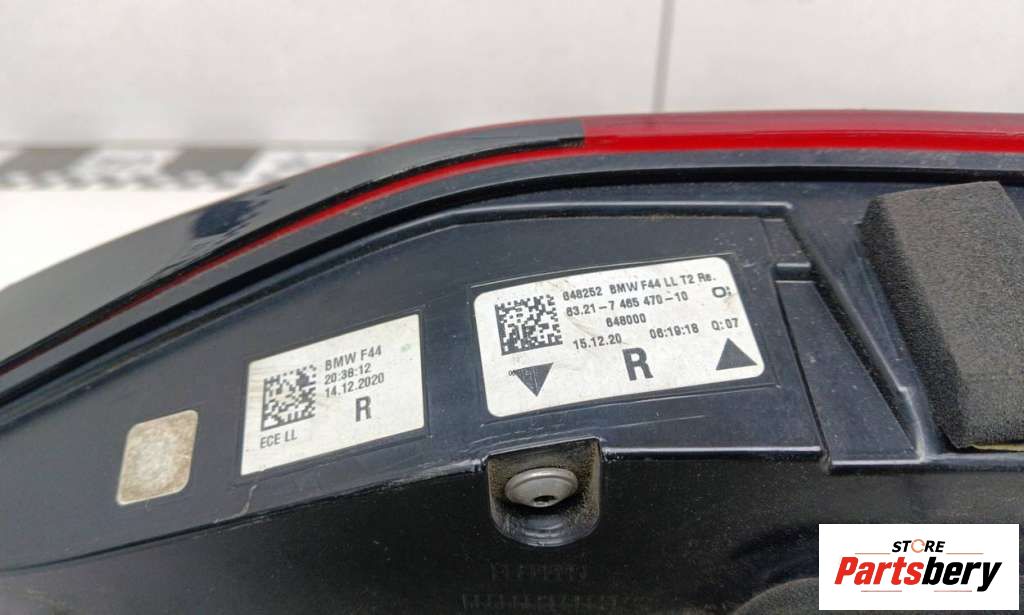 BMW F44
20:38:12
14.12.2020
R
ECE LL
848252 BMW F44 LL T2 Re.
63.21-7 465 470-10
648000
15.12.20 06:19:18 Q:07
R
STORE
Partsbery